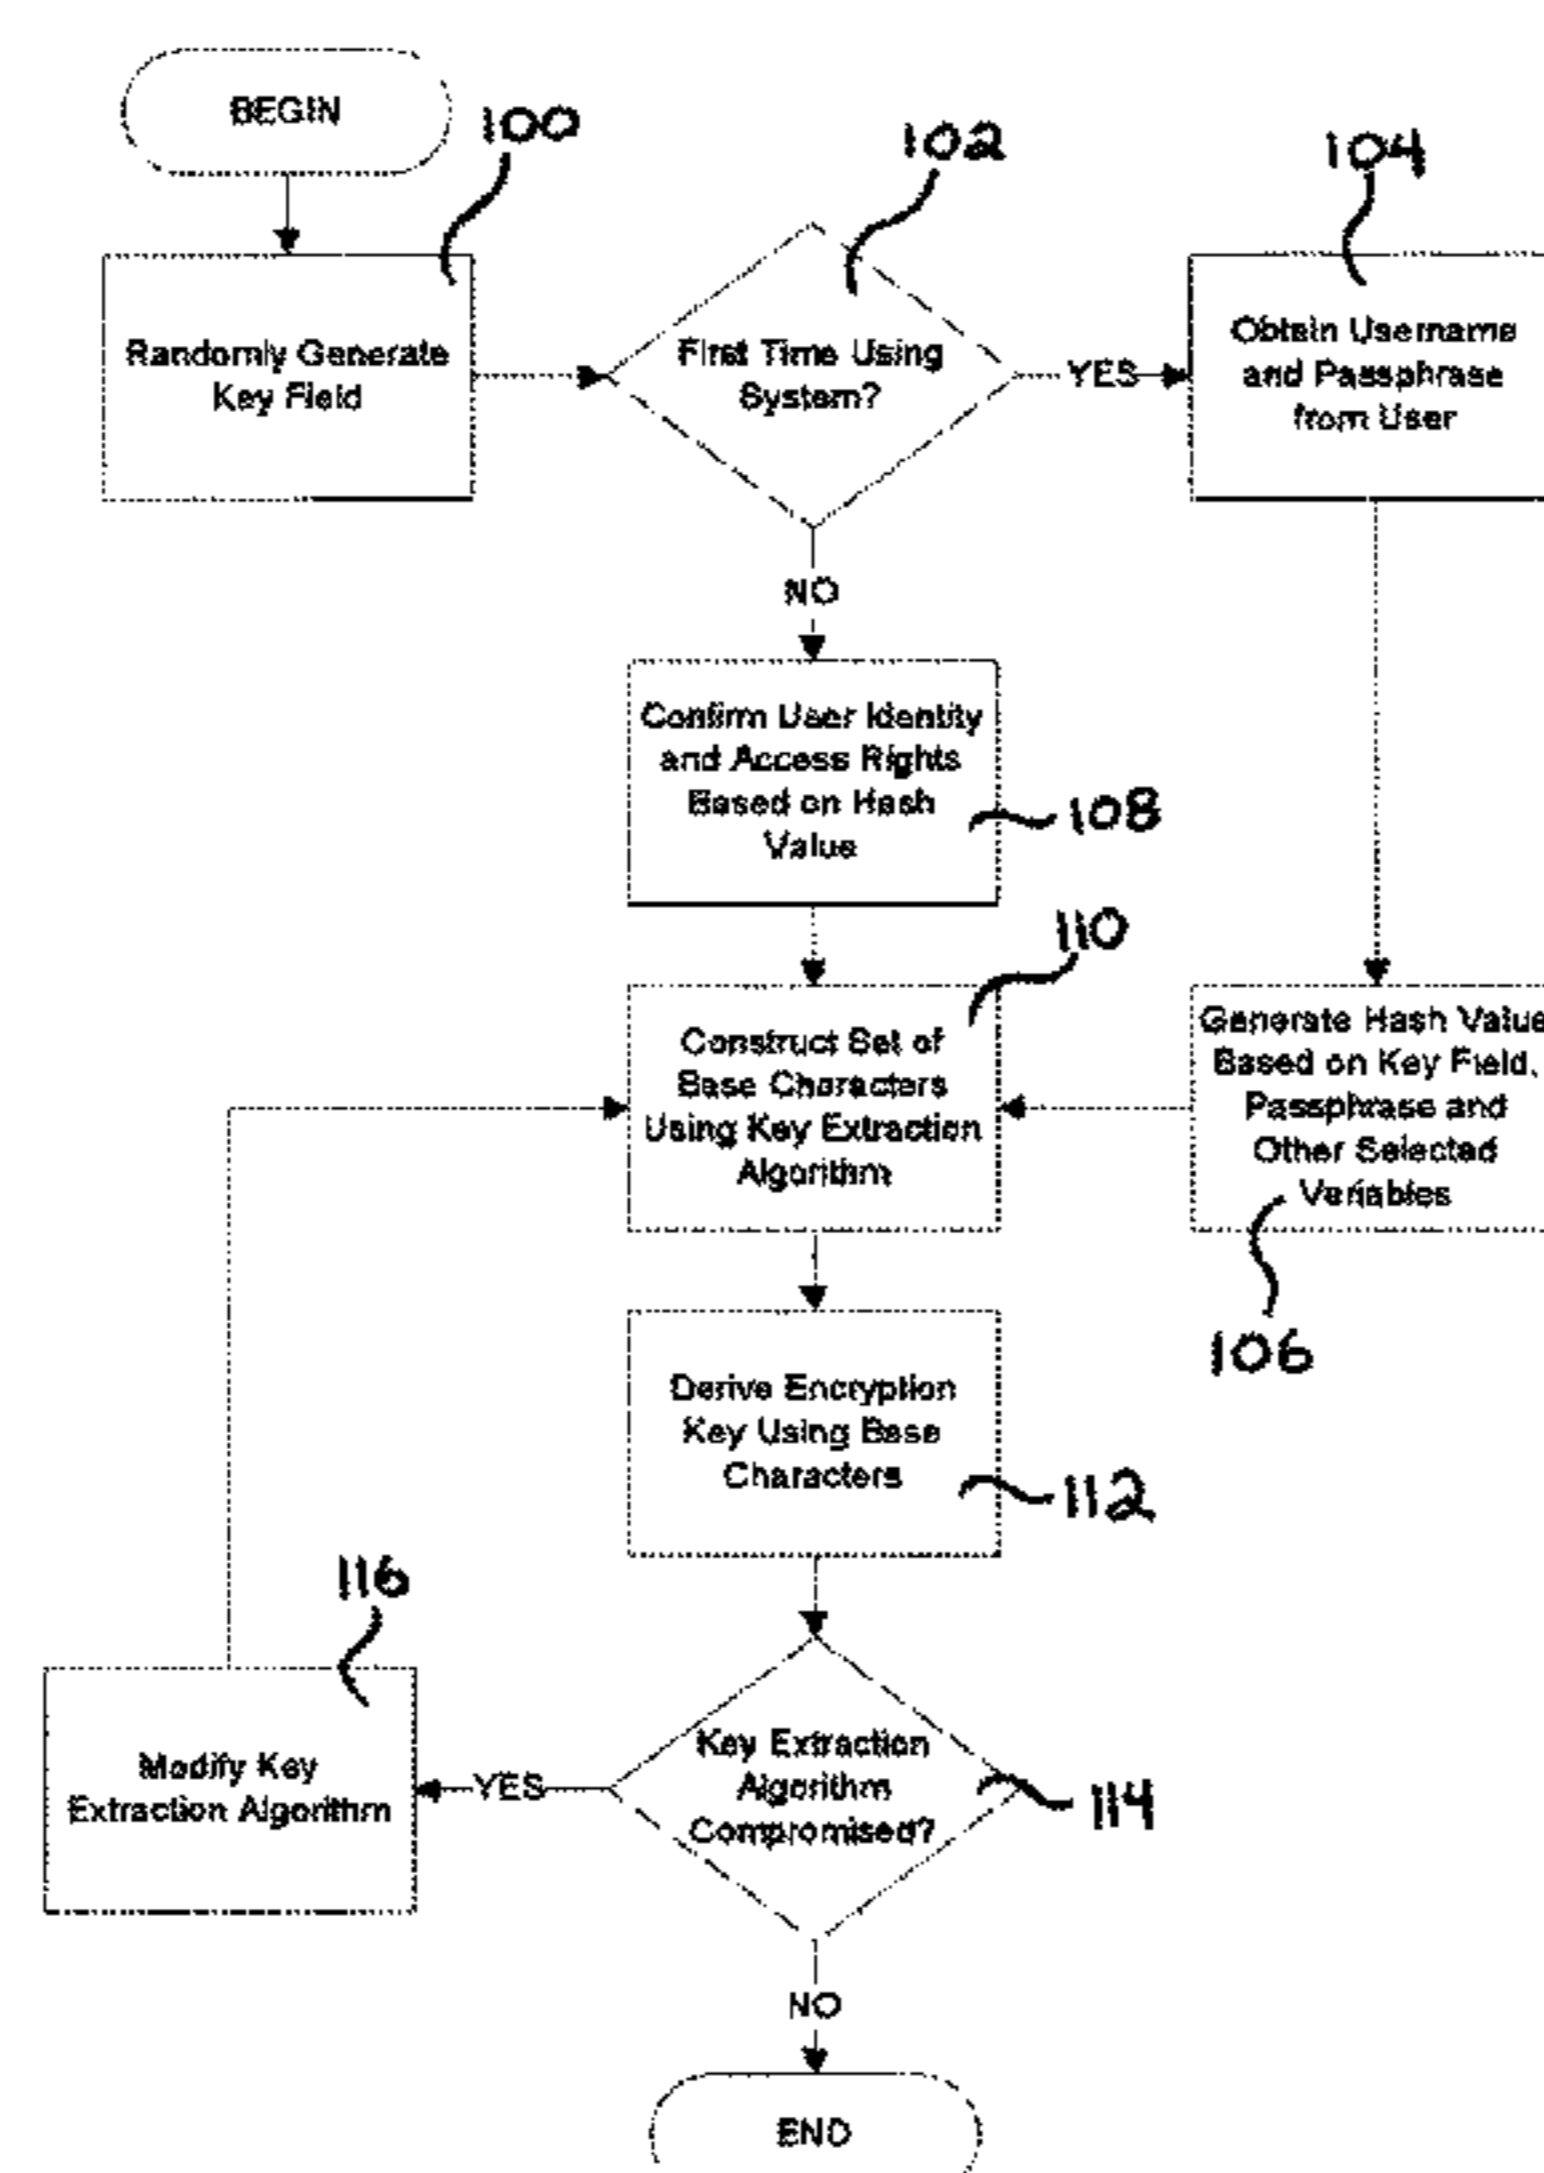 BEGIN
100
Randomly Generate
Key Field
102
First Time Using
System?
YES
104
Obtain Username
and Passphrase
from User
NO
Confirm User Identity
and Access Rights
Based on Hash
Value
108
110
Construct Set of
Base Characters
Using Key Extraction
Algorithm
Generate Hash Value
Based on Key Field,
Passphrase and
Other Selected
Variables
106
Derive Encryption
Key Using Base
Characters
112
116
Modify Key
Extraction Algorithm
YES
Key Extraction
Algorithm
Compromised?
114
NO
END